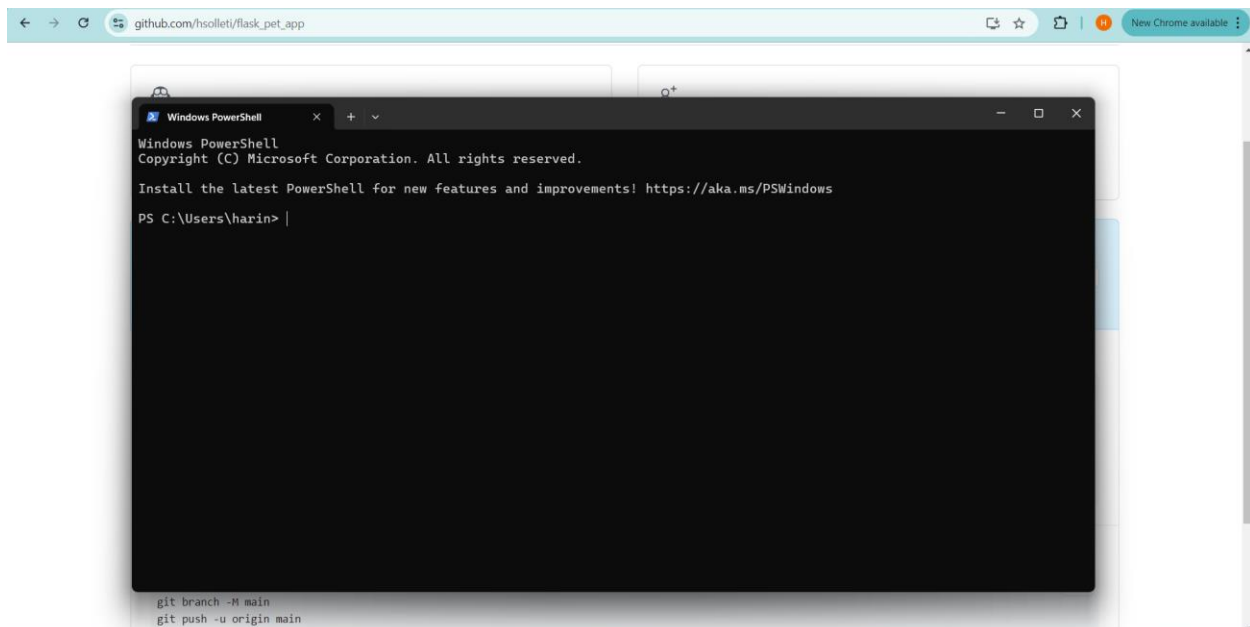 github.com/hsolleti/flask_pet_app
H
New Chrome available
Windows PowerShell
Windows PowerShell
Copyright (C) Microsoft Corporation. All rights reserved.
Install the latest PowerShell for new features and improvements! https://aka.ms/PSWindows
PS C:\Users\harin>
git branch -M main
git push -u origin main